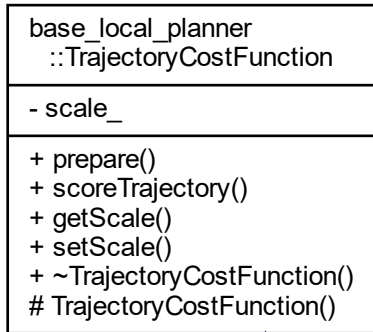 base_local_planner
::TrajectoryCostFunction
- scale_
+ prepare()
+ scoreTrajectory()
+ getScale()
+ setScale()
+ ~TrajectoryCostFunction()
# TrajectoryCostFunction()